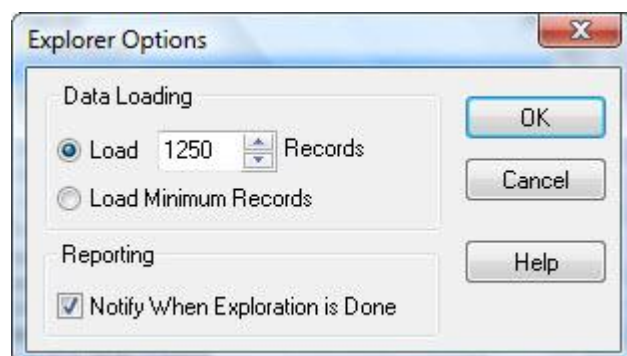 Explorer Options
Data Loading
Load 1250 Records
Load Minimum Records
Reporting
Notify When Exploration is Done
OK
Cancel
Help